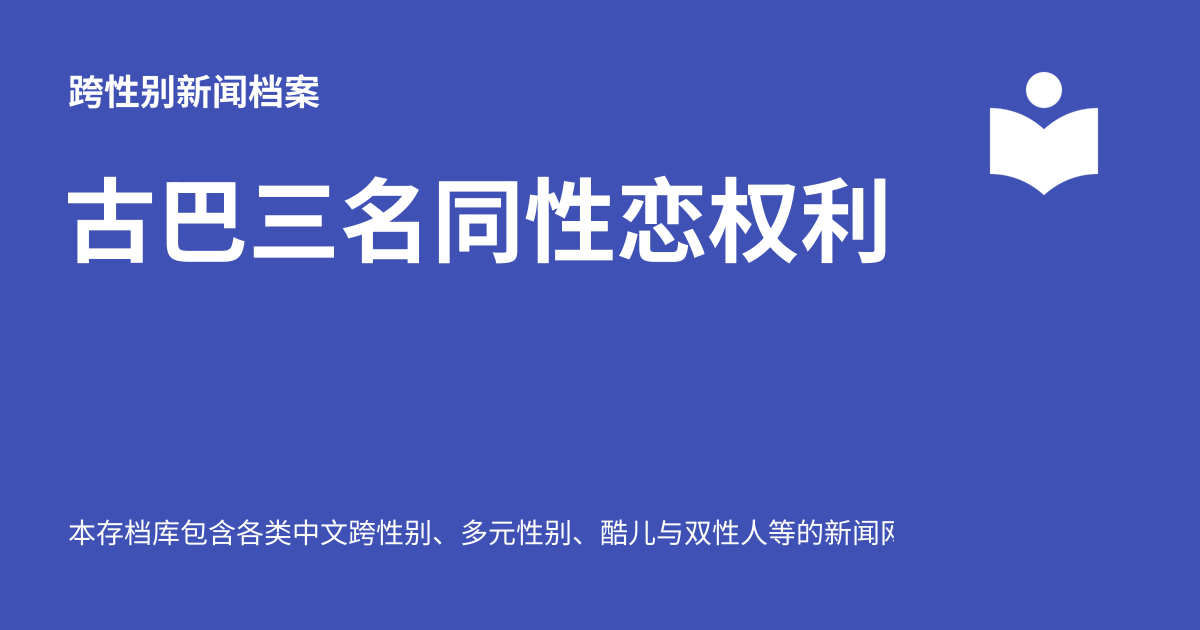 跨性别新闻档案
古巴三名同性恋权利
本存档库包含各类中文跨性别、多元性别、酷儿与双性人等的新闻